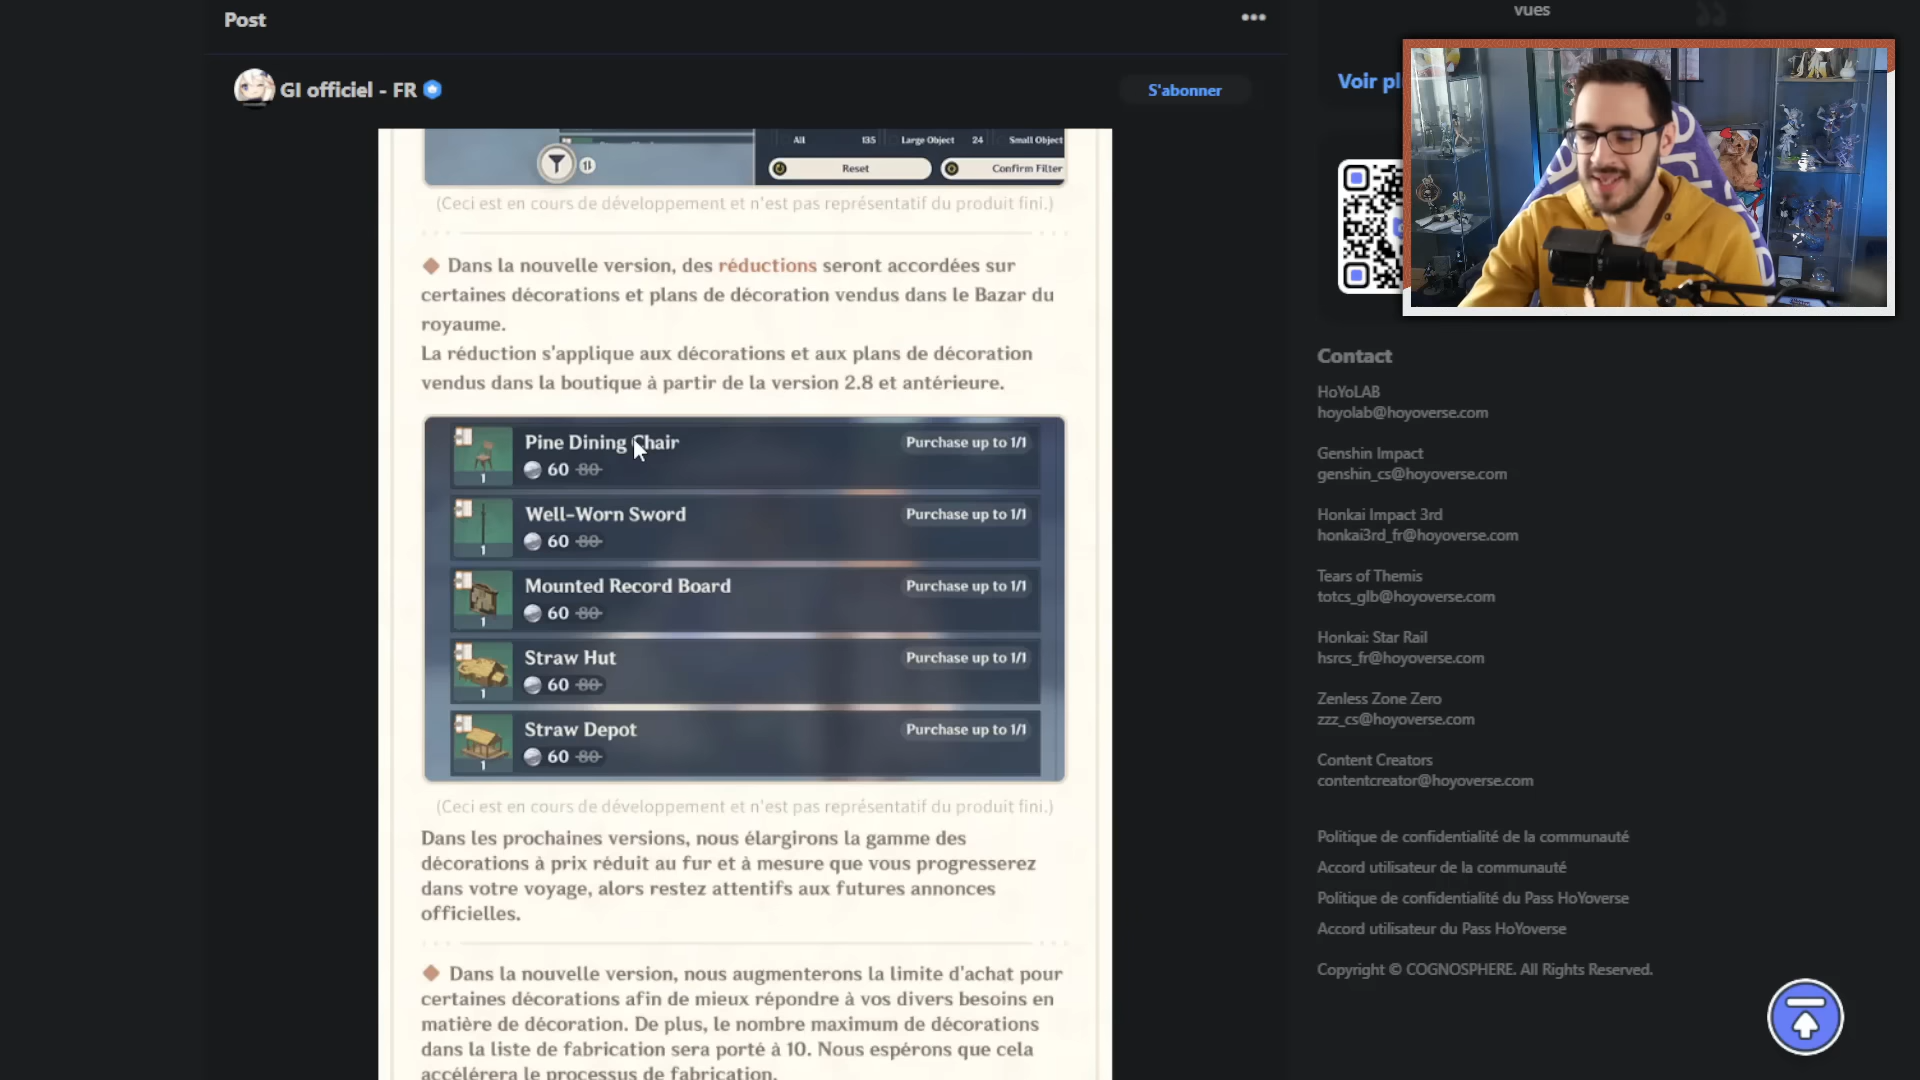 Post
GI officiel - FR
S'abonner
All 135 Large Object 24 Small Object
Reset
Confirm Filter
(Ceci est en cours de développement et n'est pas représentatif du produit fini.)
Dans la nouvelle version, des réductions seront accordées sur
certaines décorations et plans de décoration vendus dans le Bazar du
royaume.
La réduction s'applique aux décorations et aux plans de décoration
vendus dans la boutique à partir de la version 2.8 et antérieure.
Pine Dining Chair
Purchase up to 1/1
60 80
1
Well-Worn Sword
Purchase up to 1/1
60 80
1
Mounted Record Board
Purchase up to 1/1
60 80
1
Straw Hut
Purchase up to 1/1
60 80
1
Straw Depot
Purchase up to 1/1
60 80
1
(Ceci est en cours de développement et n'est pas représentatif du produit fini.)
Dans les prochaines versions, nous élargirons la gamme des
décorations à prix réduit au fur et à mesure que vous progresserez
dans votre voyage, alors restez attentifs aux futures annonces
officielles.
Dans la nouvelle version, nous augmenterons la limite d'achat pour
certaines décorations afin de mieux répondre à vos divers besoins en
matière de décoration. De plus, le nombre maximum de décorations
dans la liste de fabrication sera porté à 10. Nous espérons que cela
accélérera le processus de fabrication.
vues
Voir pl
Contact
HoYoLAB
hoyolab@hoyoverse.com
Genshin Impact
genshin_cs@hoyoverse.com
Honkai Impact 3rd
honkai3rd_fr@hoyoverse.com
Tears of Themis
totcs_glb@hoyoverse.com
Honkai: Star Rail
hsrcs_fr@hoyoverse.com
Zenless Zone Zero
zzz_cs@hoyoverse.com
Content Creators
contentcreator@hoyoverse.com
Politique de confidentialité de la communauté
Accord utilisateur de la communauté
Politique de confidentialité du Pass HoYoverse
Accord utilisateur du Pass HoYoverse
Copyright © COGNOSPHERE. All Rights Reserved.